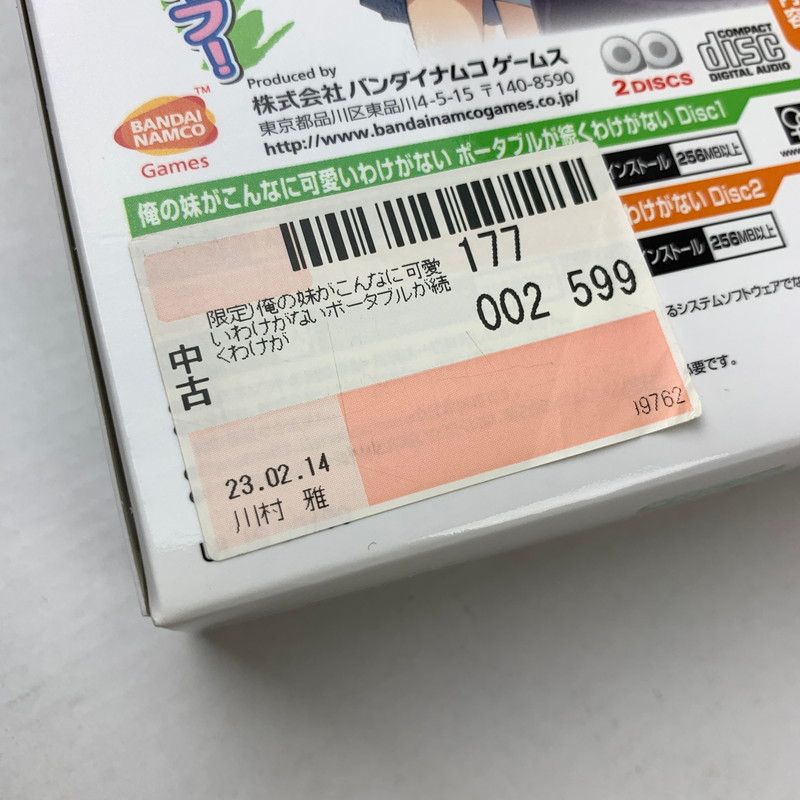 フ!
Produced by
株式会社 バンダイナムコ ゲームス
東京都品川区東品川4-5-15 〒140-8590
http://www.bandainamcogames.co.jp/
BANDAI
NAMCO
TM
Games
2 DISCS
COMPACT
disc
DIGITAL AUDIO
俺の妹がこんなに可愛いわけがない ポータブルが続くわけがない Disc1
インストール 256MB以上
わけがない Disc2
インストール 256MB以上
るシステムソフトウェアでな
必要です。
177
002 599
限定)俺の妹がこんなに可愛
いわけがないポータブルが続
くわけが
中古
19762
23.02.14
川村 雅